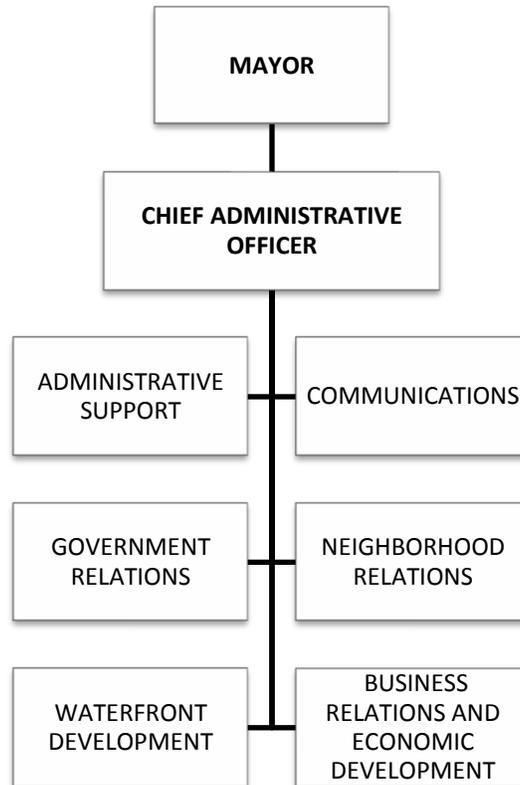 MAYOR
CHIEF ADMINISTRATIVE
OFFICER
ADMINISTRATIVE
SUPPORT
COMMUNICATIONS
GOVERNMENT
RELATIONS
NEIGHBORHOOD
RELATIONS
WATERFRONT
DEVELOPMENT
BUSINESS
RELATIONS AND
ECONOMIC
DEVELOPMENT